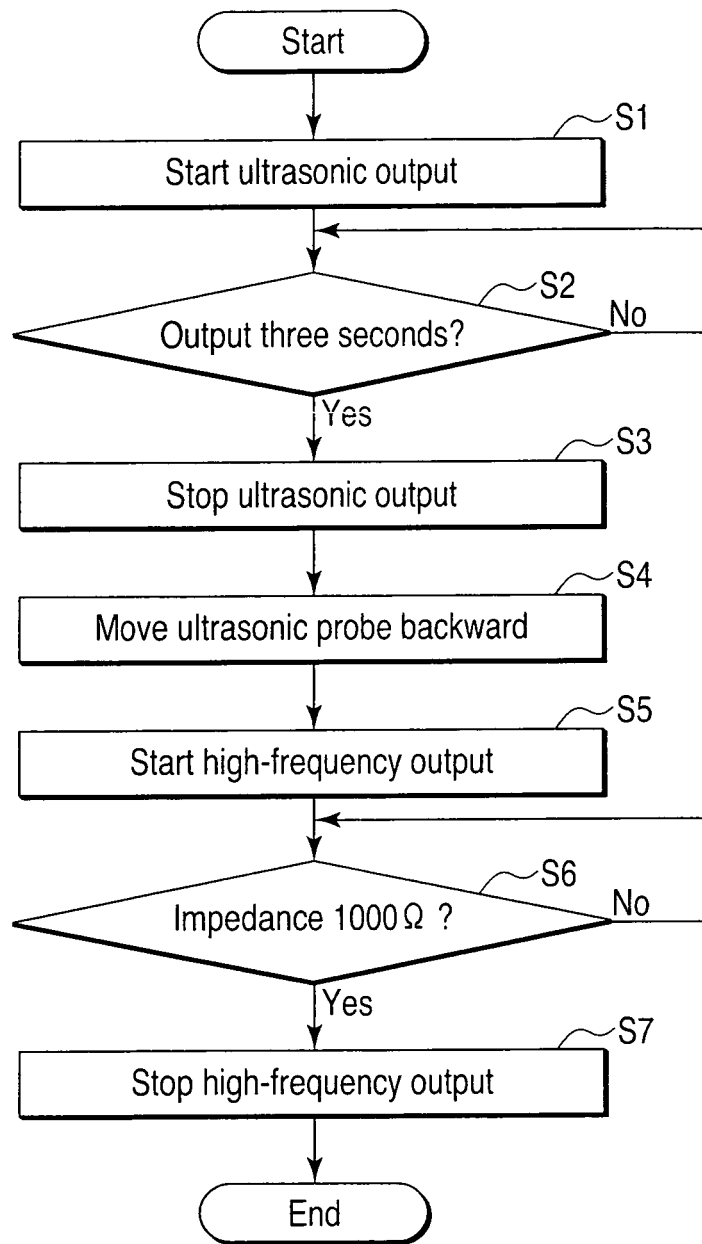 Start
S1
Start ultrasonic output
S2
Output three seconds?
No
Yes
S3
Stop ultrasonic output
S4
Move ultrasonic probe backward
S5
Start high-frequency output
S6
Impedance 1000Ω ?
No
Yes
S7
Stop high-frequency output
End